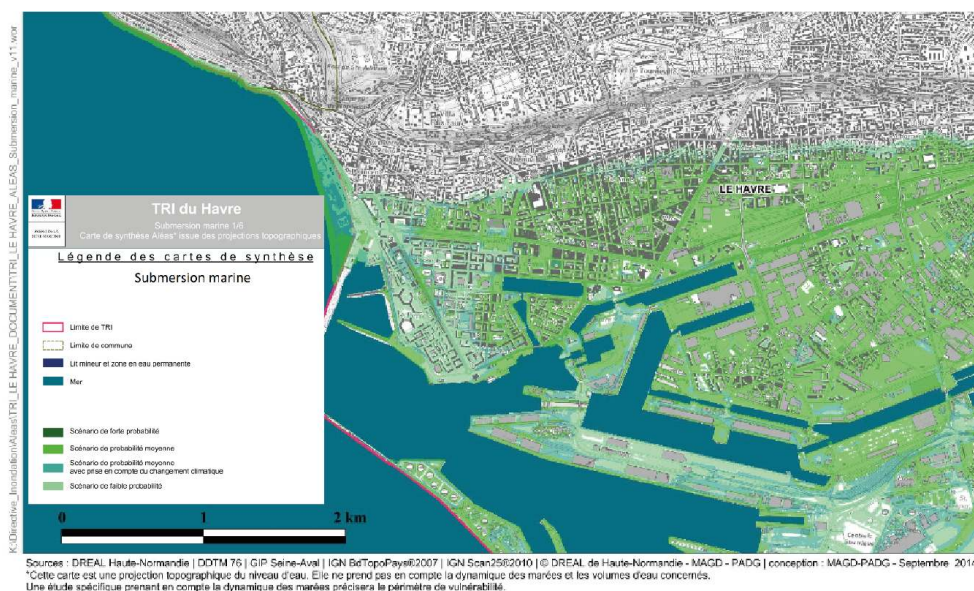 K:\Directive_Inondation\Aleas\TRI_LE_HAVRE_DOCUMENT\TRI_LE_HAVRE_ALEAS_Submersion_marine_v11.wor
LE HAVRE
TRI du Havre
Submersion marine 1/6
Carte de synthèse Aléas* issue des projections topographiques
Légende des cartes de synthèse
Submersion marine
Limite de TRI
Limite de commune
Lit mineur et zone en eau permanente
Mer
Scénario de forte probabilité
Scénario de probabilité moyenne
Scénario de probabilité moyenne
avec prise en compte du changement climatique
Scénario de faible probabilité
0 1 2 km
Sources : DREAL Haute-Normandie | DDTM 76 | GIP Seine-Aval | IGN BdTopoPays®2007 | IGN Scan25®2010 | © DREAL de Haute-Normandie - MAGD - PADG | conception : MAGD-PADG - Septembre 2014
*Cette carte est une projection topographique du niveau d'eau. Elle ne prend pas en compte la dynamique des marées et les volumes d'eau concernés.
Une étude spécifique prenant en compte la dynamique des marées précisera le périmètre de vulnérabilité.